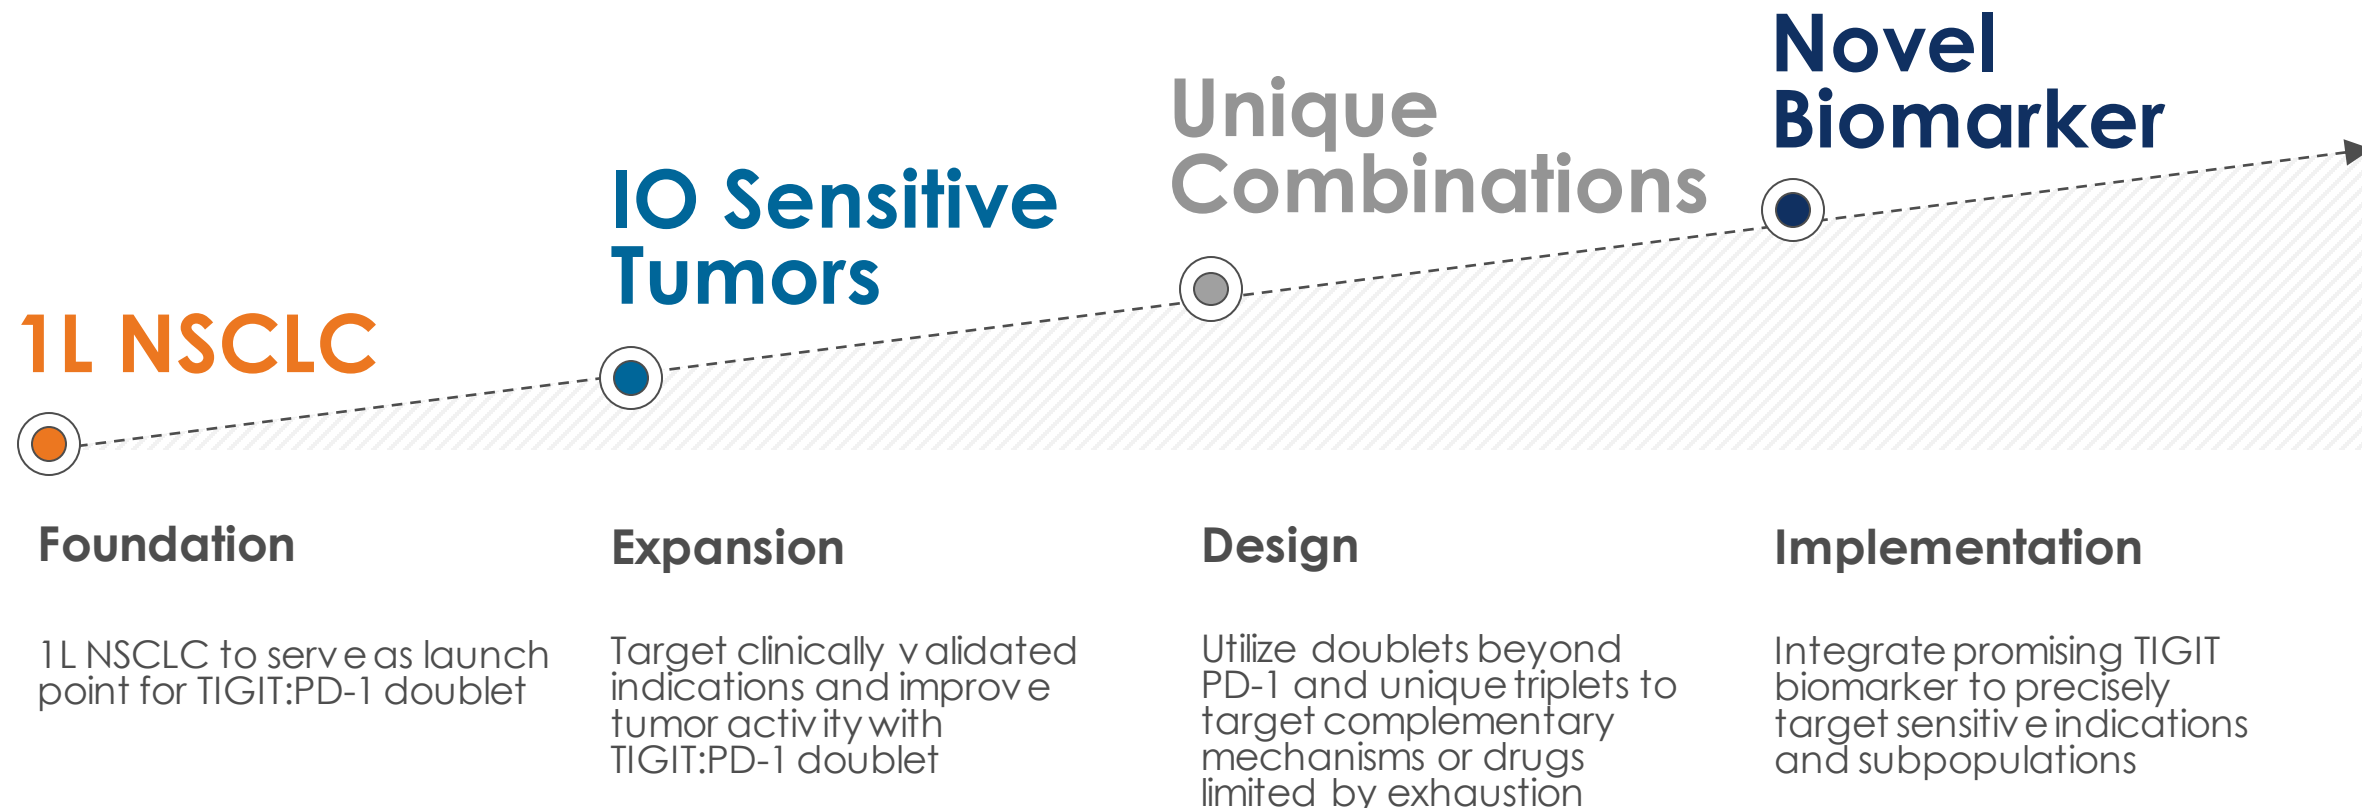 1L NSCLC
IO Sensitive
Tumors
Unique
Combinations
Novel
Biomarker
Foundation
1L NSCLC to serve as launch
point for TIGIT:PD-1 doublet
Expansion
Target clinically validated
indications and improve
tumor activity with
TIGIT:PD-1 doublet
Design
Utilize doublets beyond
PD-1 and unique triplets to
target complementary
mechanisms or drugs
limited by exhaustion
Implementation
Integrate promising TIGIT
biomarker to precisely
target sensitive indications
and subpopulations